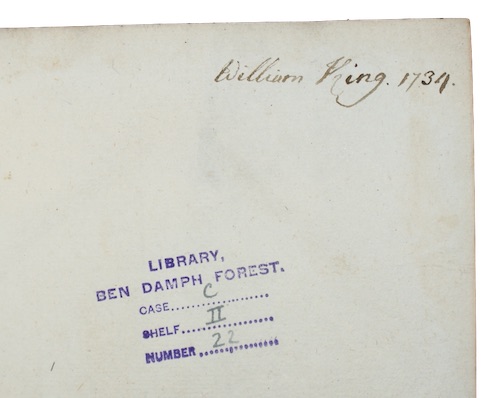 William King. 1734.
LIBRARY,
BEN DAMPH FOREST.
CASE C
SHELF II
NUMBER 22